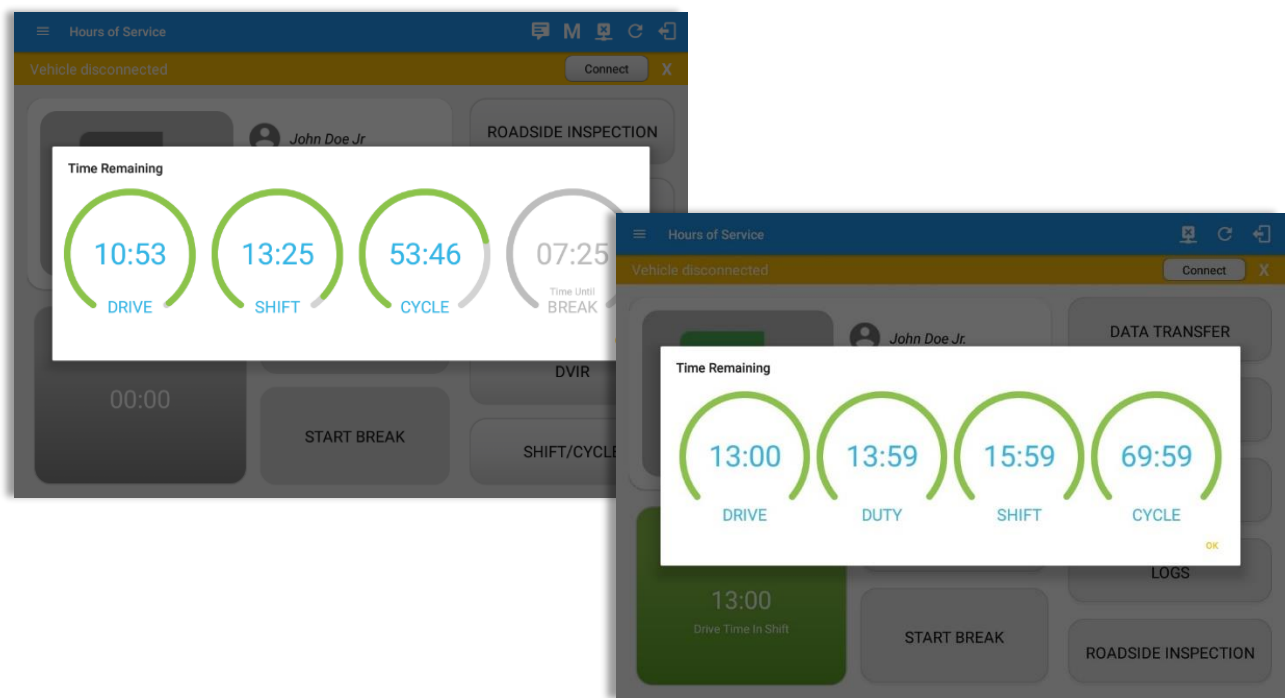 Hours of Service
M
Vehicle disconnected
Connect
X
John Doe Jr
ROADSIDE INSPECTION
Time Remaining
10:53
13:25
53:46
07:25
DRIVE
SHIFT
CYCLE
Time Until
BREAK
DVIR
00:00
START BREAK
SHIFT/CYCLE
Hours of Service
Vehicle disconnected
Connect
X
John Doe Jr.
DATA TRANSFER
Time Remaining
13:00
13:59
15:59
69:59
DRIVE
DUTY
SHIFT
CYCLE
OK
LOGS
13:00
Drive Time In Shift
START BREAK
ROADSIDE INSPECTION